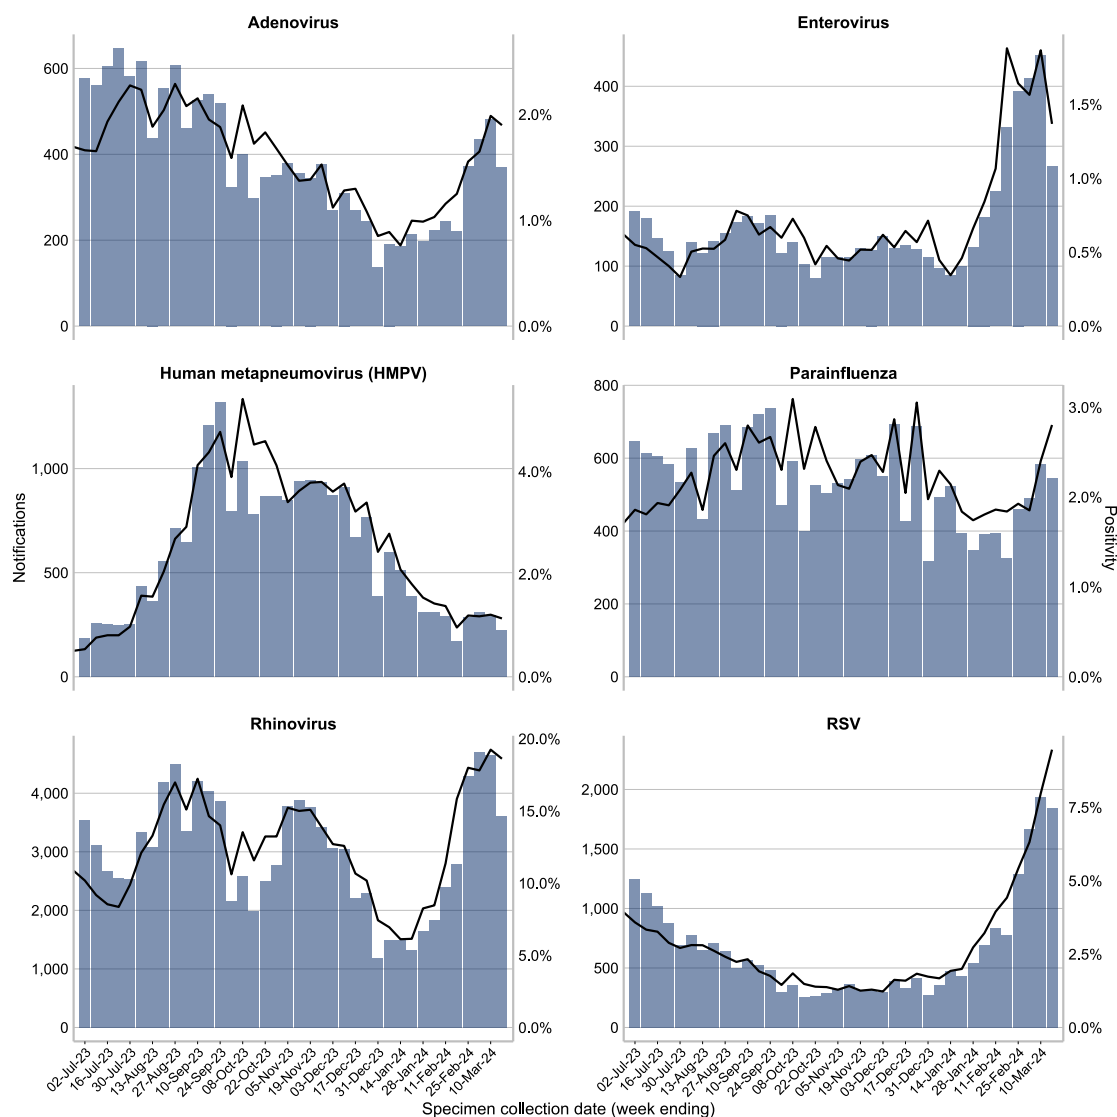 Adenovirus
Enterovirus
600
400
200
0
2.0%
1.0%
0.0%
400
300
200
100
0
1.5%
1.0%
0.5%
0.0%
Human metapneumovirus (HMPV)
Parainfluenza
1,000
500
0
4.0%
2.0%
0.0%
800
600
400
200
0
3.0%
2.0%
1.0%
0.0%
Notifications
Positivity
Rhinovirus
RSV
4,000
3,000
2,000
1,000
0
20.0%
15.0%
10.0%
5.0%
0.0%
2,000
1,500
1,000
500
0
7.5%
5.0%
2.5%
0.0%
02-Jul-23
16-Jul-23
30-Jul-23
13-Aug-23
27-Aug-23
10-Sep-23
24-Sep-23
08-Oct-23
22-Oct-23
05-Nov-23
19-Nov-23
03-Dec-23
17-Dec-23
31-Dec-23
14-Jan-24
28-Jan-24
11-Feb-24
25-Feb-24
10-Mar-24
02-Jul-23
16-Jul-23
30-Jul-23
13-Aug-23
27-Aug-23
10-Sep-23
24-Sep-23
08-Oct-23
22-Oct-23
05-Nov-23
19-Nov-23
03-Dec-23
17-Dec-23
31-Dec-23
14-Jan-24
28-Jan-24
11-Feb-24
25-Feb-24
10-Mar-24
Specimen collection date (week ending)